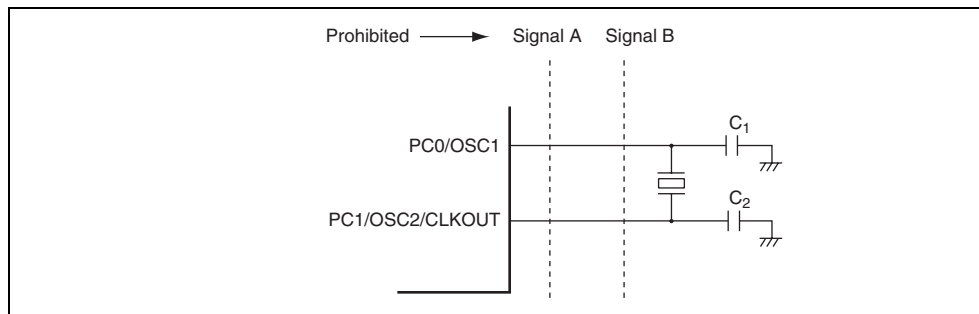 Prohibited Signal A Signal B
PC0/OSC1
C1
PC1/OSC2/CLKOUT
C2